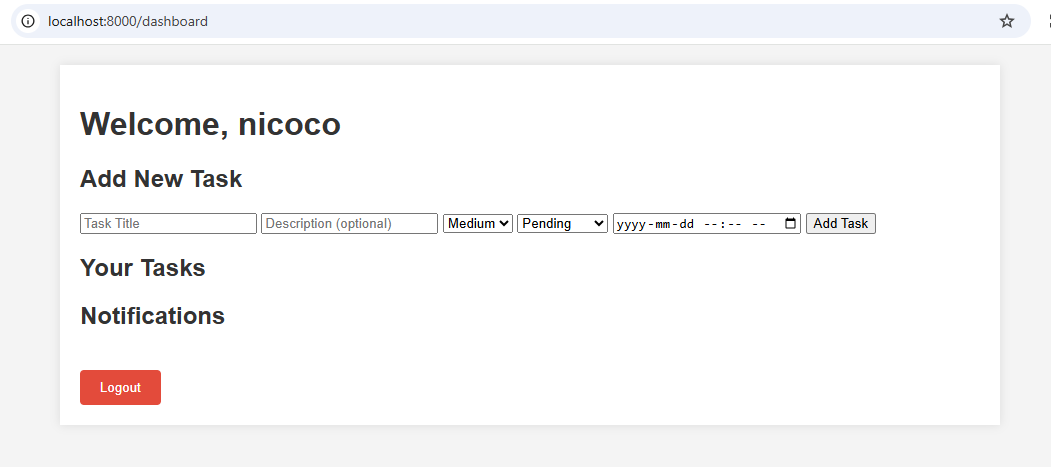 localhost:8000/dashboard
Welcome, nicoco
Add New Task
Task Title Description (optional) Medium Pending yyyy-mm-dd --:-- -- Add Task
Your Tasks
Notifications
Logout